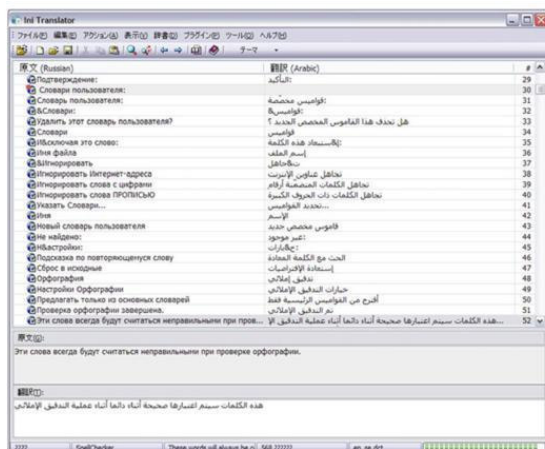 Ini Translator
ファイル(F) 編集(E) アクション(A) 表示(V) 辞書(D) プラグイン(P) ツール(O) ヘルプ(H)
テーマ
原文 (Russian) 翻訳 (Arabic) #
Подтверждение: التأكيد: 29
Словари пользователя: 30
Словарь пользователя: قواميس مخصصة: 31
&Словари: قواميس&: 32
Удалить этот словарь пользователя? هل تحذف هذا القاموس المخصص الجديد ؟ 33
Словари قواميس 34
И&сключая это слово: &إستبعاد هذه الكلمة: 35
Имя файла إسم الملف 36
&Игнорировать ت&جاهل 37
Игнорировать Интернет-адреса تجاهل عناوين الإنترنت 38
Игнорировать слова с цифрами تجاهل الكلمات المتضمنة أرقام 39
Игнорировать слова ПРОПИСЬЮ تجاهل الكلمات ذات الحروف الكبيرة 40
Указать Словари... تحديد القواميس... 41
Имя الإسم 42
Новый словарь пользователя قاموس مخصص جديد 43
Не найдено: غير موجود: 44
Н&астройки: خ&يارات: 45
Подсказка по повторяющемуся слову الحث مع الكلمة المعادة 46
Сброс в исходные إستعادة الإفتراضيات 47
Орфография تدقيق إملائي 48
Настройки Орфографии خيارات التدقيق الإملائي 49
Предлагать только из основных словарей أقترح من القواميس الرئيسية فقط 50
Проверка орфографии завершена. تم التدقيق الإملائي 51
Эти слова всегда будут считаться неправильными при пров... هذه الكلمات سيتم اعتبارها صحيحة أثناء دائما أثناء عملية التدقيق الإ... 52
原文(G):
Эти слова всегда будут считаться неправильными при проверке орфографии.
翻訳(T):
هذه الكلمات سيتم اعتبارها صحيحة أثناء دائما أثناء عملية التدقيق الإملائي
???? SpellChecker These words will always be 568 ?????? ar_sa.dct